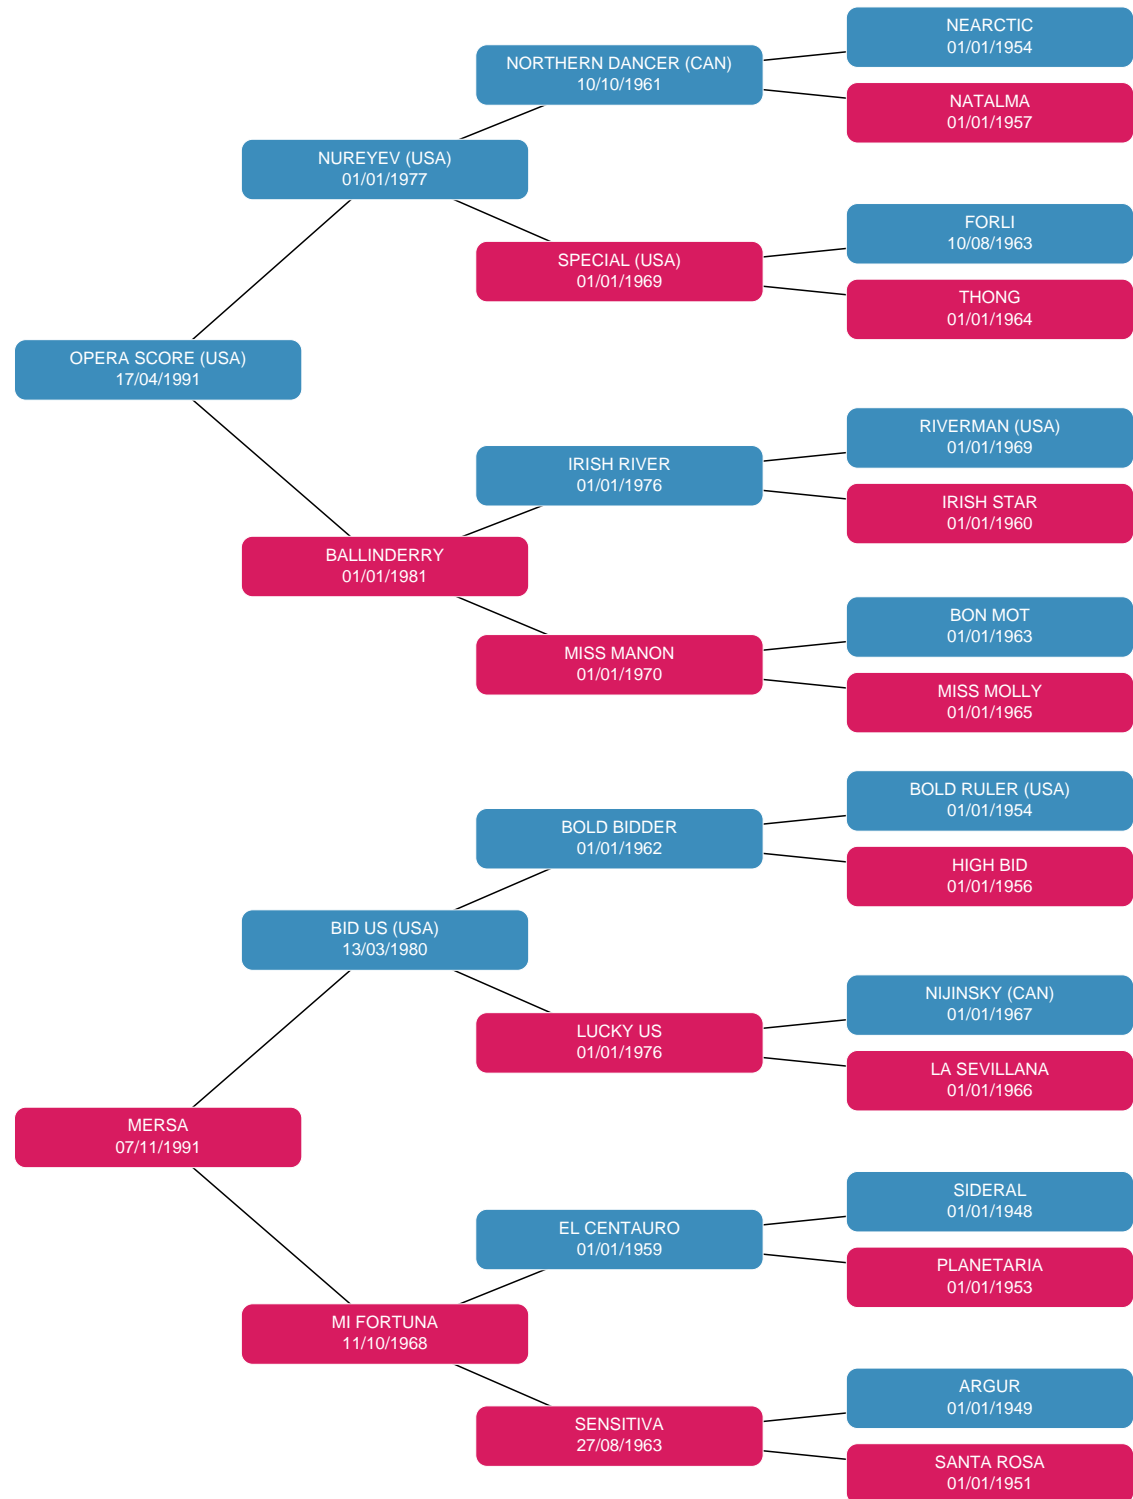 NEARCTIC
01/01/1954
NORTHERN DANCER (CAN)
10/10/1961
NATALMA
01/01/1957
NUREYEV (USA)
01/01/1977
FORLI
10/08/1963
SPECIAL (USA)
01/01/1969
THONG
01/01/1964
OPERA SCORE (USA)
17/04/1991
RIVERMAN (USA)
01/01/1969
IRISH RIVER
01/01/1976
IRISH STAR
01/01/1960
BALLINDERRY
01/01/1981
BON MOT
01/01/1963
MISS MANON
01/01/1970
MISS MOLLY
01/01/1965
BOLD RULER (USA)
01/01/1954
BOLD BIDDER
01/01/1962
HIGH BID
01/01/1956
BID US (USA)
13/03/1980
NIJINSKY (CAN)
01/01/1967
LUCKY US
01/01/1976
LA SEVILLANA
01/01/1966
MERSA
07/11/1991
SIDERAL
01/01/1948
EL CENTAURO
01/01/1959
PLANETARIA
01/01/1953
MI FORTUNA
11/10/1968
ARGUR
01/01/1949
SENSITIVA
27/08/1963
SANTA ROSA
01/01/1951